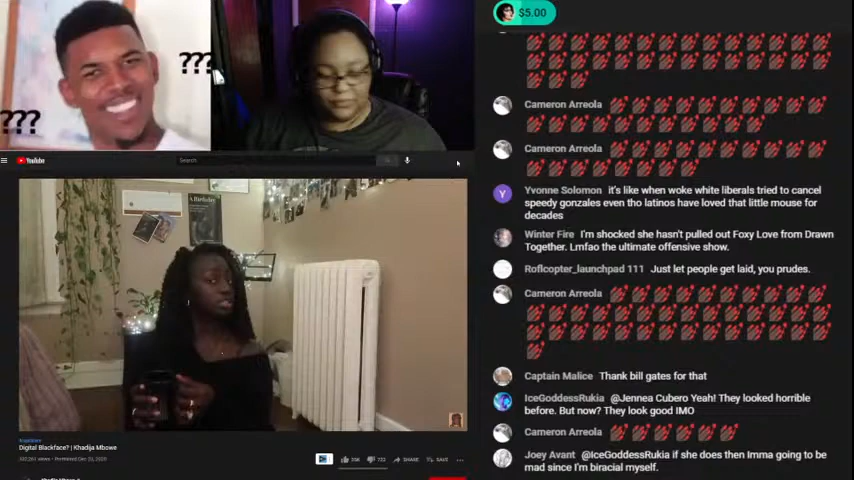 $5.00
???
???
YouTube
Search
Digital Blackface? | Khadija Mbowe
SHARE
SAVE
Cameron Arreola
Cameron Arreola
Yvonne Solomon it's like when woke white liberals tried to cancel
speedy gonzales even tho latinos have loved that little mouse for
decades
Winter Fire I'm shocked she hasn't pulled out Foxy Love from Drawn
Together. Lmfao the ultimate offensive show.
Roflcopter_launchpad 111 Just let people get laid, you prudes.
Cameron Arreola
Captain Malice Thank bill gates for that
IceGoddessRukia @Jennea Cubero Yeah! They looked horrible
before. But now? They look good IMO
Cameron Arreola
Joey Avant @IceGoddessRukia if she does then Imma going to be
mad since I'm biracial myself.